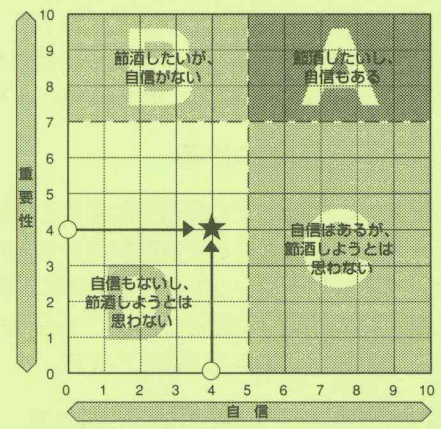 10
9
8
7
6
5
4
3
2
1
0
重要性
B
節酒したいが、
自信がない
A
節酒したいし、
自信もある
D
自信もないし、
節酒しようとは
思わない
C
自信はあるが、
節酒しようとは
思わない
0 1 2 3 4 5 6 7 8 9 10
自信